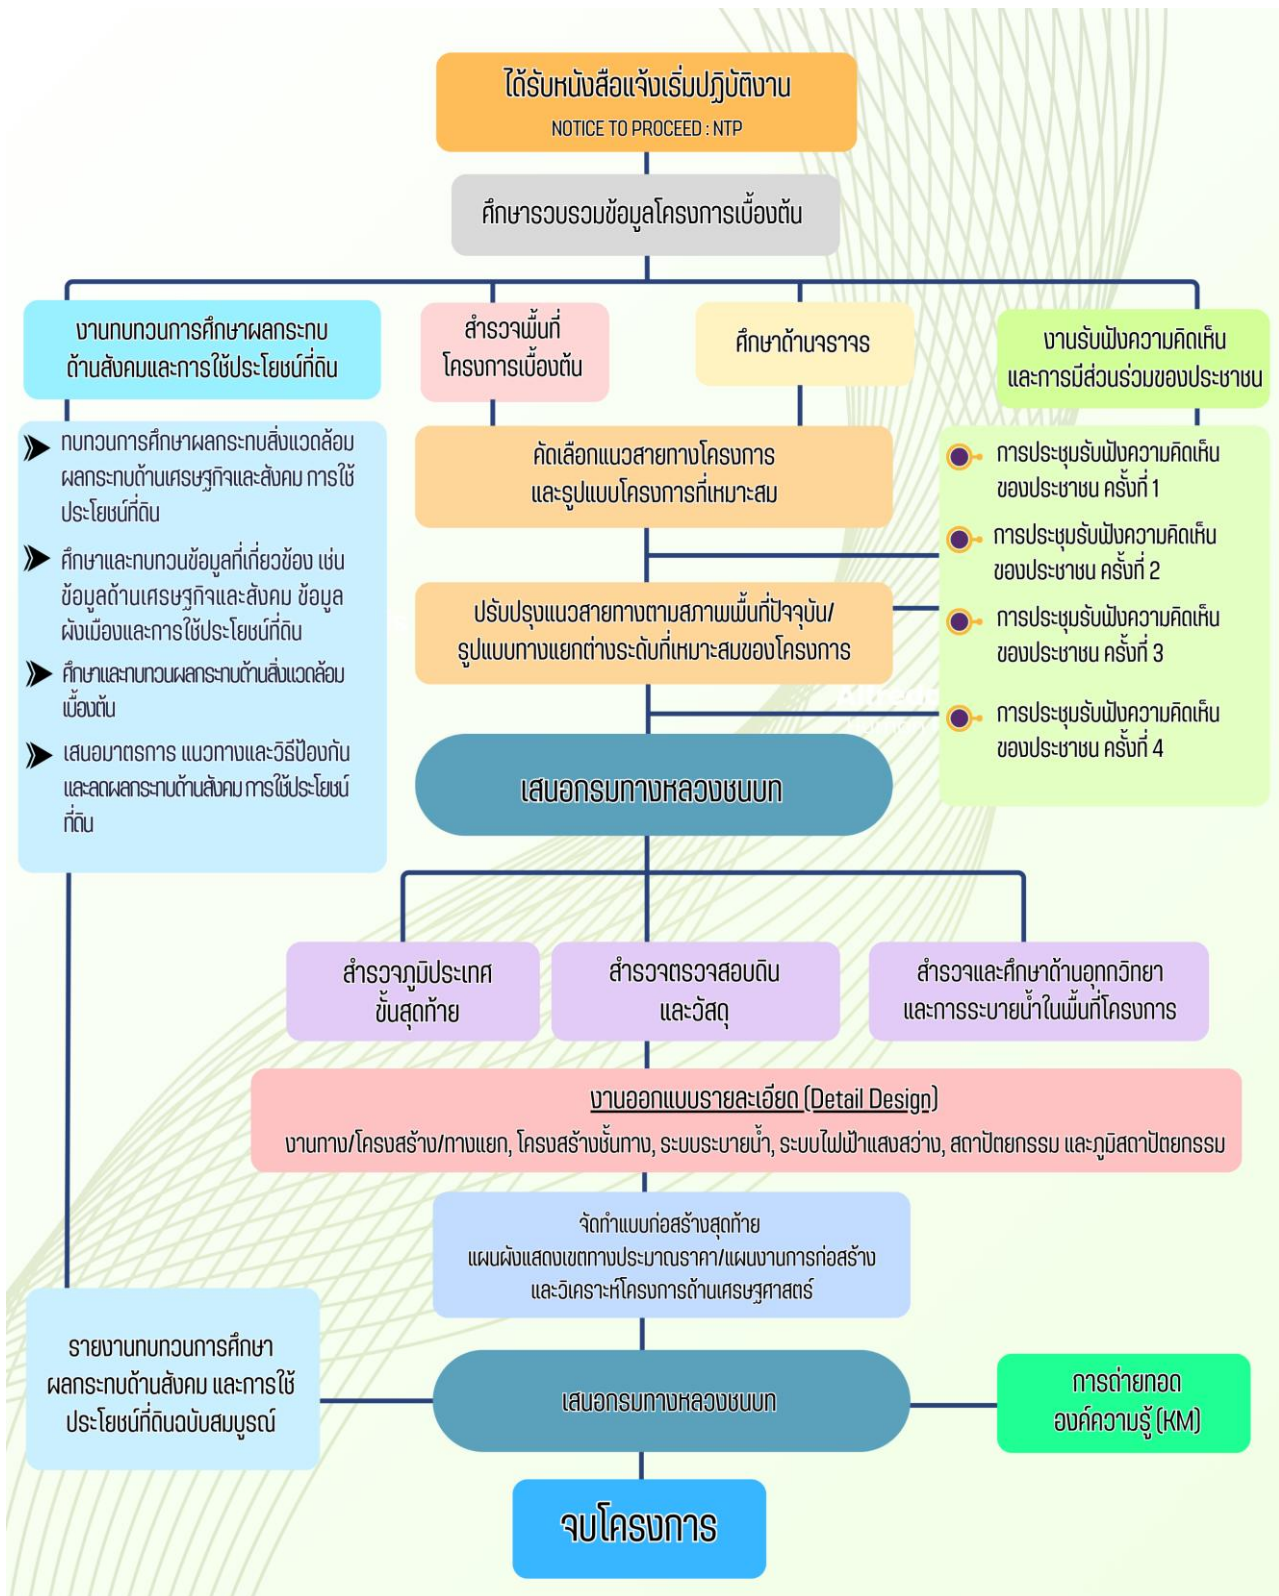 ได้รับหนังสือแจ้งเริ่มปฏิบัติงาน
NOTICE TO PROCEED : NTP
ศึกษารวบรวมข้อมูลโครงการเบื้องต้น
งานทบทวนการศึกษาผลกระทบ
ด้านสังคมและการใช้ประโยชน์ที่ดิน
สำรวจพื้นที่
โครงการเบื้องต้น
ศึกษาด้านจราจร
งานรับฟังความคิดเห็น
และการมีส่วนร่วมของประชาชน
ทบทวนการศึกษาผลกระทบสิ่งแวดล้อม
ผลกระทบด้านเศรษฐกิจและสังคม การใช้
ประโยชน์ที่ดิน
ศึกษาและทบทวนข้อมูลที่เกี่ยวข้อง เช่น
ข้อมูลด้านเศรษฐกิจและสังคม ข้อมูล
ผังเมืองและการใช้ประโยชน์ที่ดิน
ศึกษาและทบทวนผลกระทบด้านสิ่งแวดล้อม
เบื้องต้น
เสนอมาตรการ แนวทางและวิธีป้องกัน
และลดผลกระทบด้านสังคม การใช้ประโยชน์
ที่ดิน
คัดเลือกแนวสายทางโครงการ
และรูปแบบโครงการที่เหมาะสม
ปรับปรุงแนวสายทางตามสภาพพื้นที่ปัจจุบัน/
รูปแบบทางแยกต่างระดับที่เหมาะสมของโครงการ
การประชุมรับฟังความคิดเห็น
ของประชาชน ครั้งที่ 1
การประชุมรับฟังความคิดเห็น
ของประชาชน ครั้งที่ 2
การประชุมรับฟังความคิดเห็น
ของประชาชน ครั้งที่ 3
การประชุมรับฟังความคิดเห็น
ของประชาชน ครั้งที่ 4
เสนอกรมทางหลวงชนบท
สำรวจภูมิประเทศ
ขั้นสุดท้าย
สำรวจตรวจสอบดิน
และวัสดุ
สำรวจและศึกษาด้านอุทกวิทยา
และการระบายน้ำในพื้นที่โครงการ
งานออกแบบรายละเอียด (Detail Design)
งานทาง/โครงสร้าง/ทางแยก, โครงสร้างชั้นทาง, ระบบระบายน้ำ, ระบบไฟฟ้าแสงสว่าง, สถาปัตยกรรม และภูมิสถาปัตยกรรม
จัดทำแบบก่อสร้างสุดท้าย
แผนผังแสดงเขตทางประมาณราคา/แผนงานการก่อสร้าง
และวิเคราะห์โครงการด้านเศรษฐศาสตร์
รายงานทบทวนการศึกษา
ผลกระทบด้านสังคม และการใช้
ประโยชน์ที่ดินฉบับสมบูรณ์
เสนอกรมทางหลวงชนบท
การถ่ายทอด
องค์ความรู้ (KM)
จบโครงการ